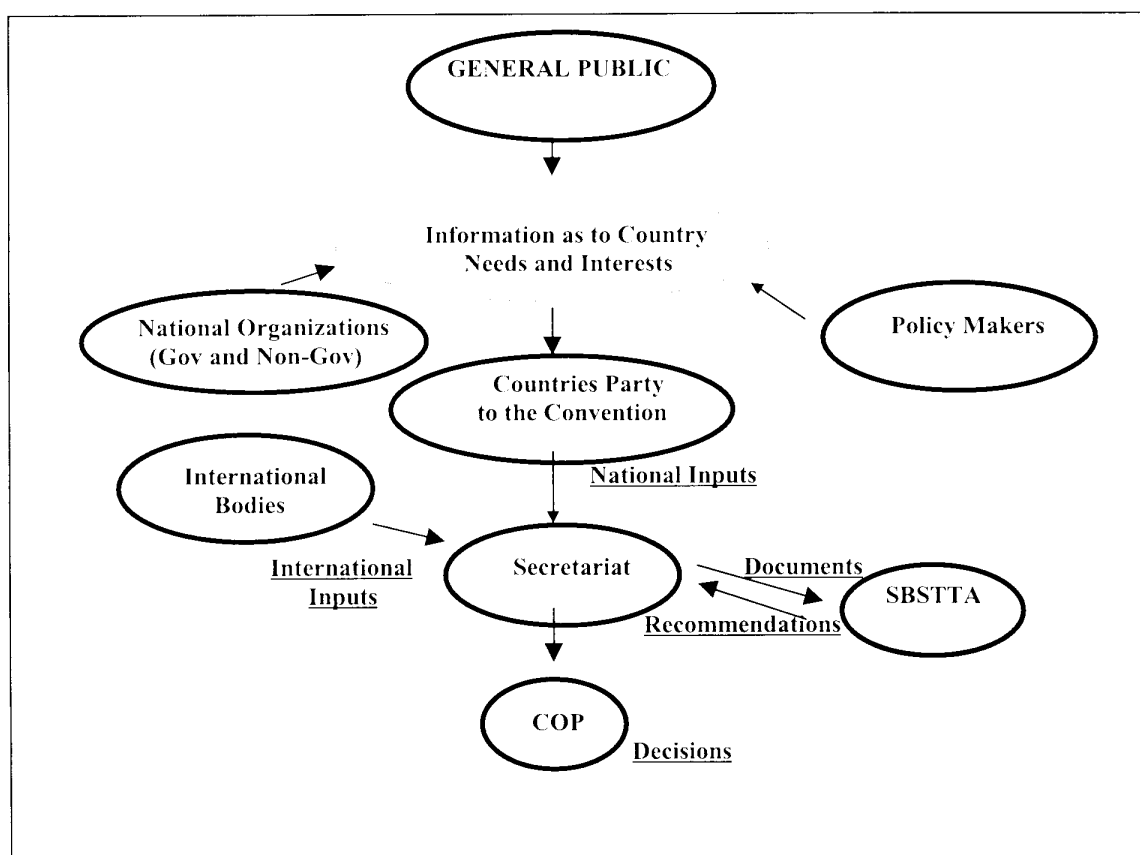 GENERAL PUBLIC
Information as to Country
Needs and Interests
National Organizations
(Gov and Non-Gov)
Policy Makers
Countries Party
to the Convention
National Inputs
International
Bodies
International
Inputs
Secretariat
Documents
Recommendations
SBSTTA
COP
Decisions